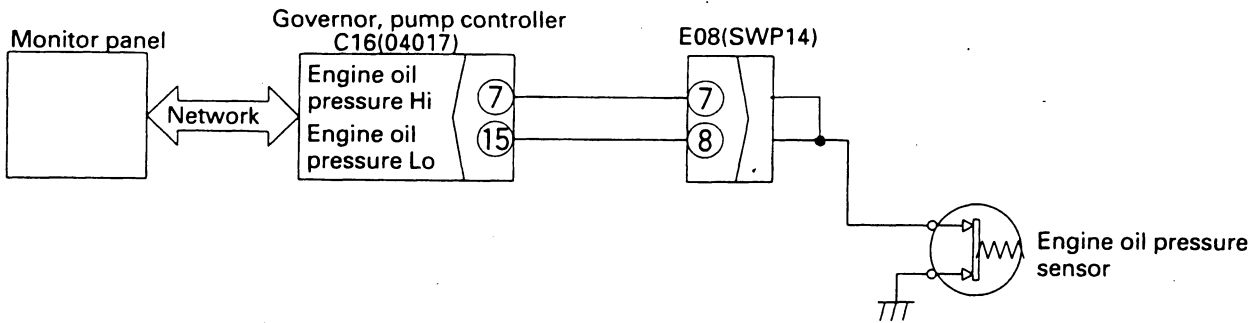 Monitor panel
Network
Governor, pump controller
C16(04017)
Engine oil
pressure Hi
7
Engine oil
pressure Lo
15
E08(SWP14)
7
8
Engine oil pressure
sensor